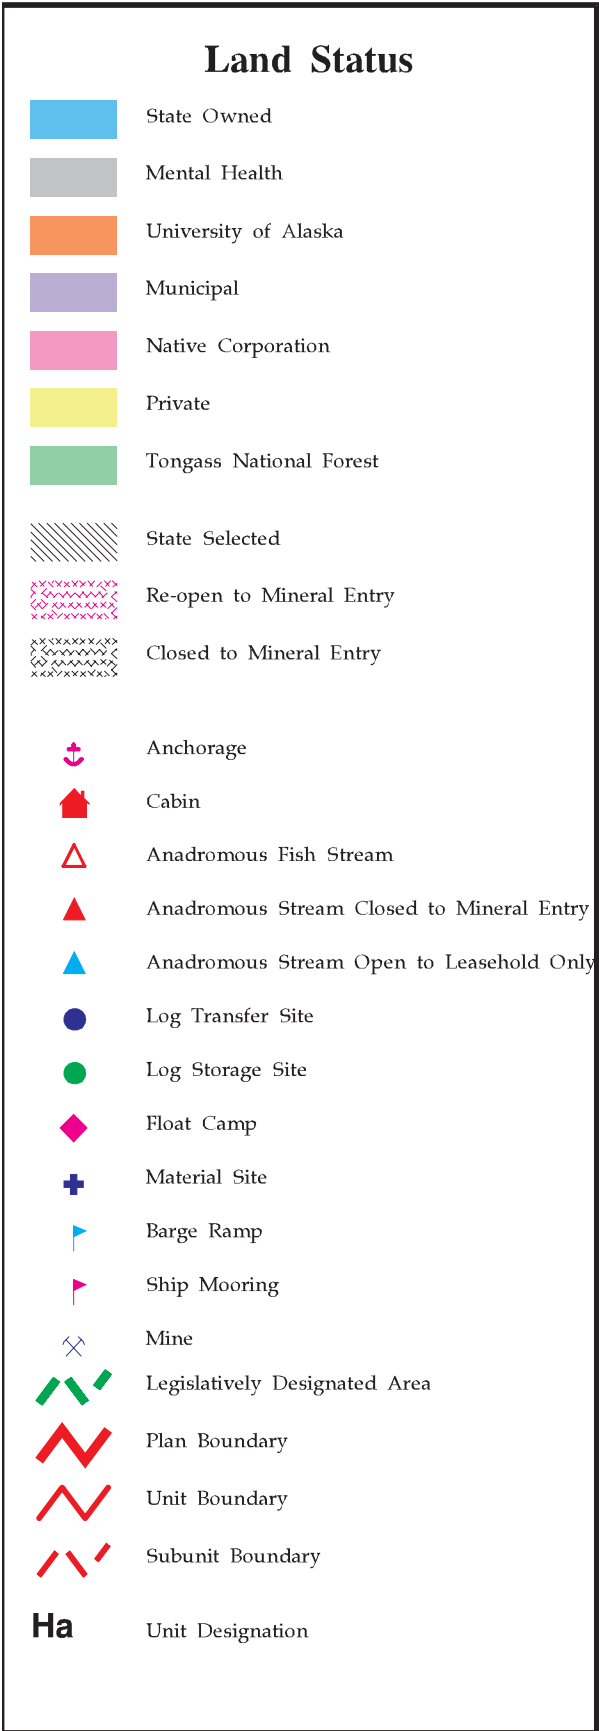 Land Status
State Owned
Mental Health
University of Alaska
Municipal
Native Corporation
Private
Tongass National Forest
State Selected
Re-open to Mineral Entry
Closed to Mineral Entry
Anchorage
Cabin
Anadromous Fish Stream
Anadromous Stream Closed to Mineral Entry
Anadromous Stream Open to Leasehold Only
Log Transfer Site
Log Storage Site
Float Camp
Material Site
Barge Ramp
Ship Mooring
Mine
Legislatively Designated Area
Plan Boundary
Unit Boundary
Subunit Boundary
Ha Unit Designation